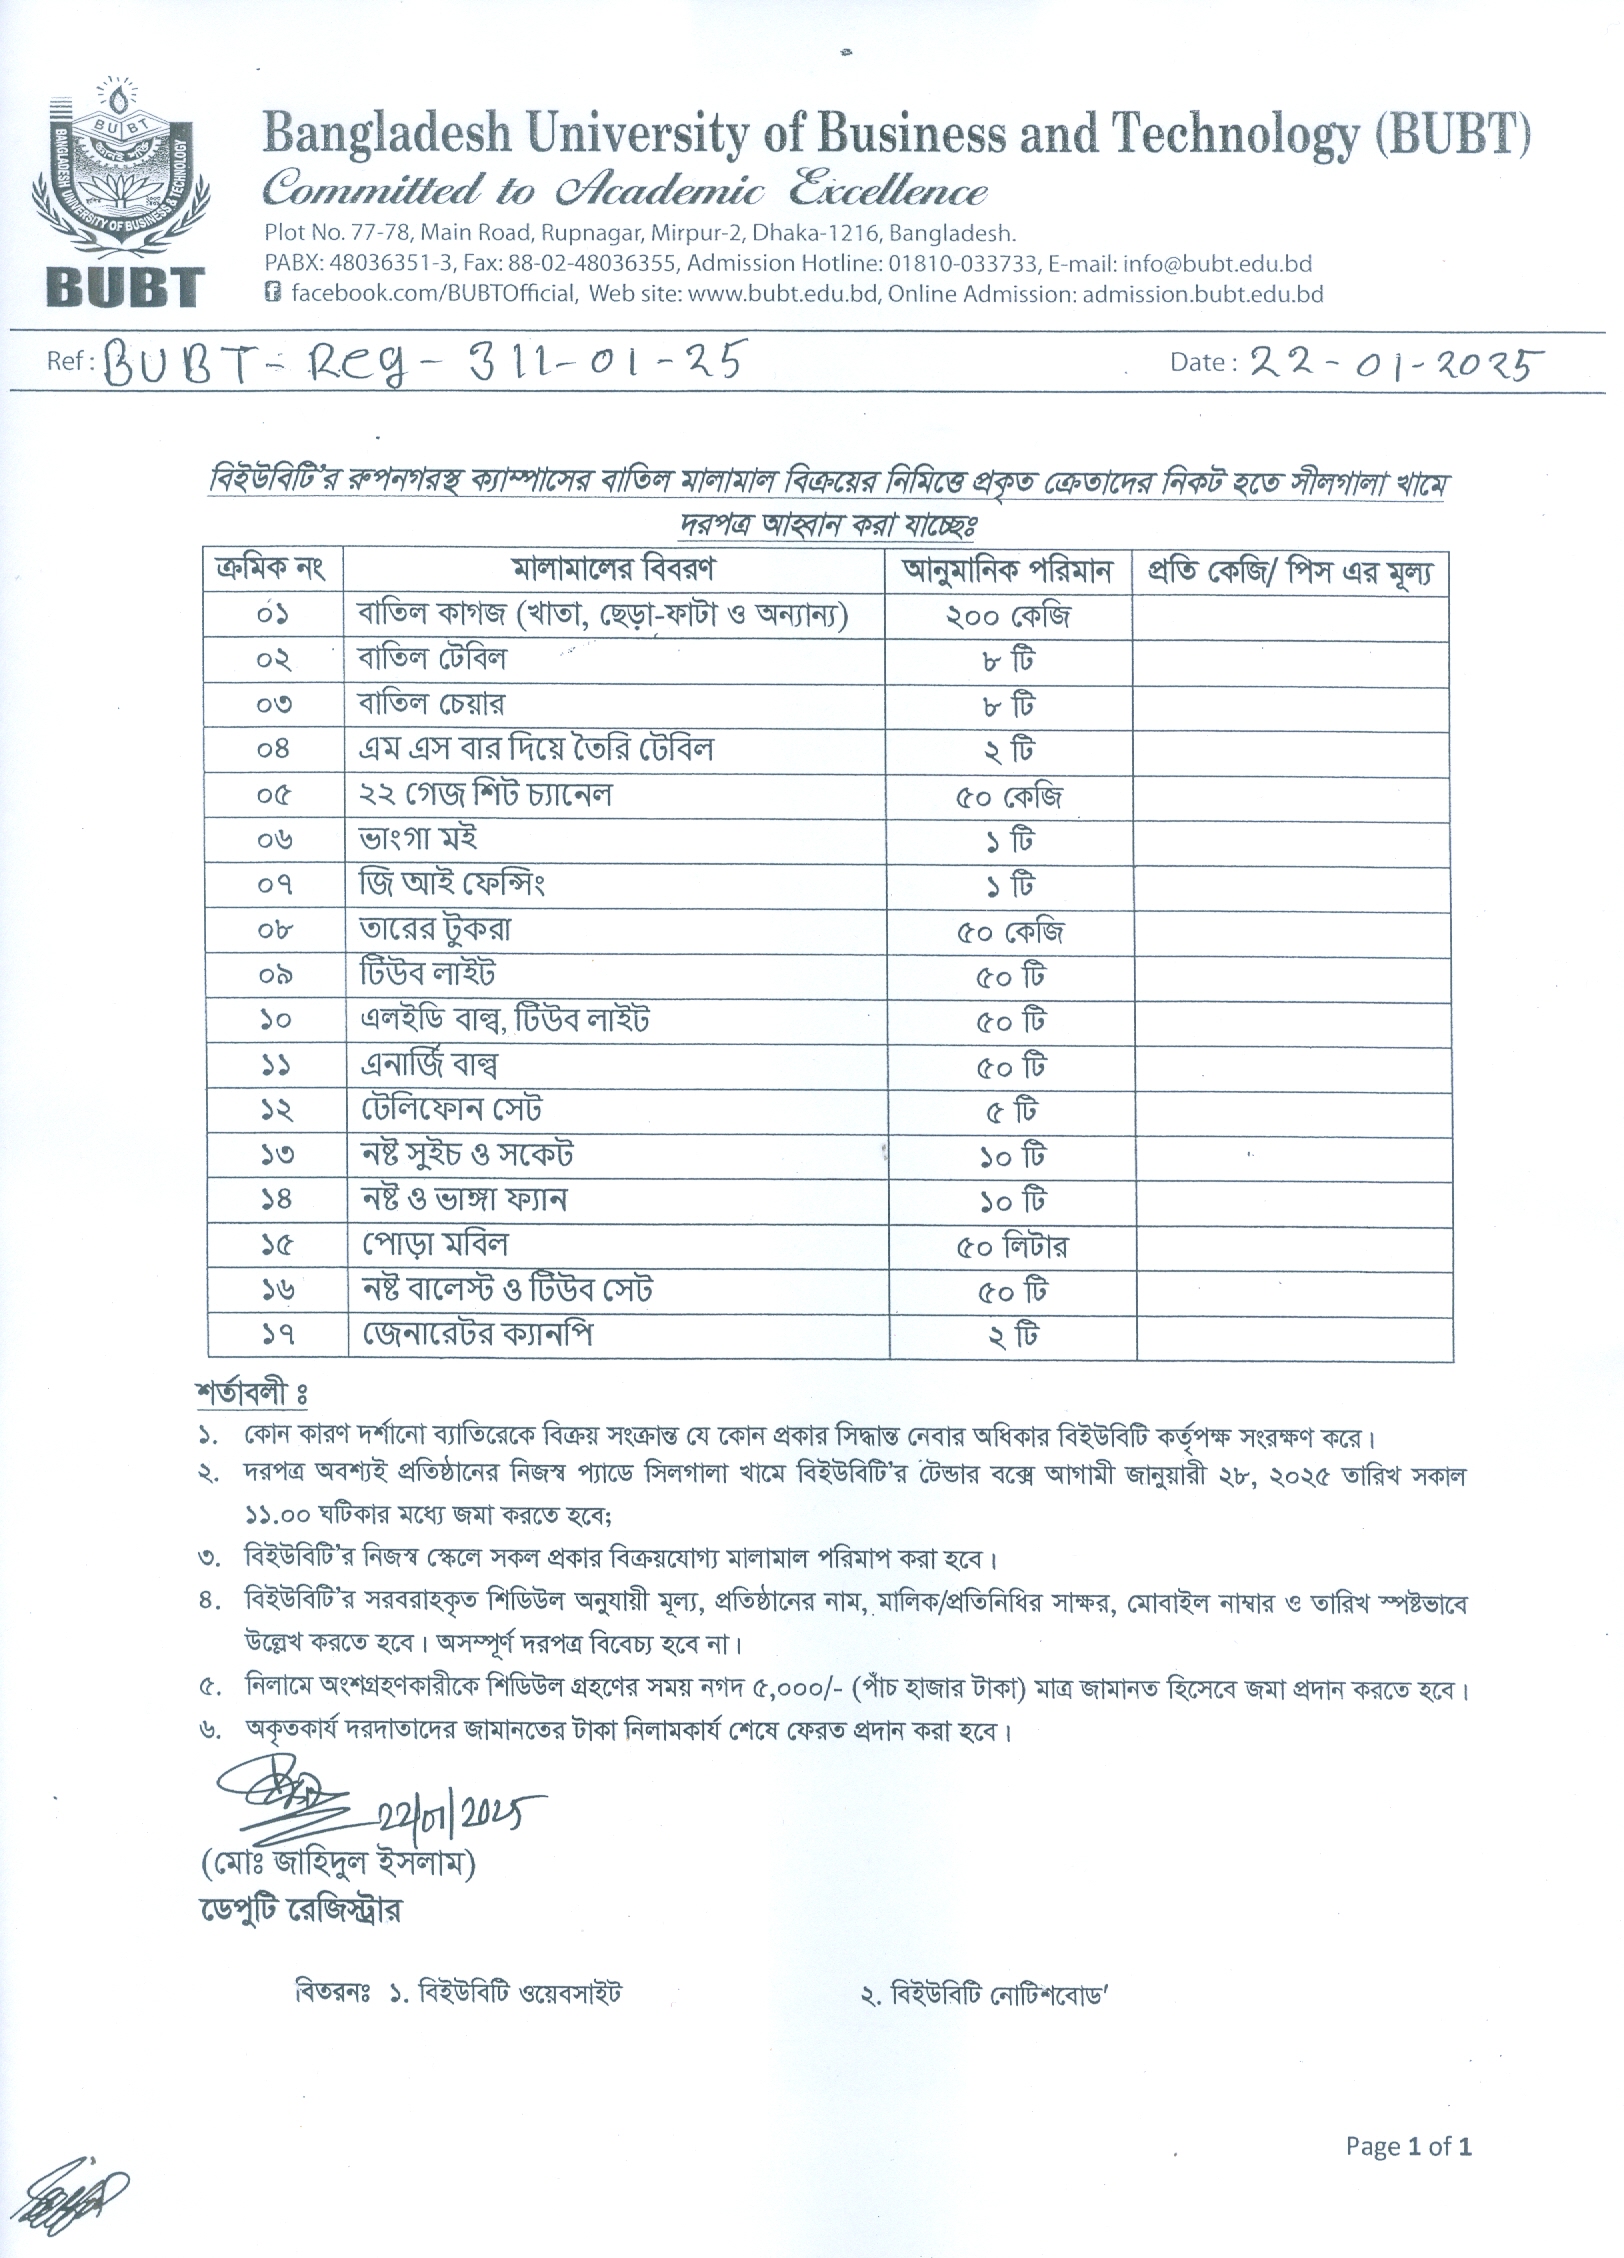 BUBT
BANGLADESH UNIVERSITY OF BUSINESS & TECHNOLOGY
BUBT
Bangladesh University of Business and Technology (BUBT)
Committed to Academic Excellence
Plot No. 77-78, Main Road, Rupnagar, Mirpur-2, Dhaka-1216, Bangladesh.
PABX: 48036351-3, Fax: 88-02-48036355, Admission Hotline: 01810-033733, E-mail: info@bubt.edu.bd
facebook.com/BUBTOfficial, Web site: www.bubt.edu.bd, Online Admission: admission.bubt.edu.bd
Ref : BUBT - Reg - 311-01-25 Date : 22-01-2025
বিইউবিটি'র রুপনগরস্থ ক্যাম্পাসের বাতিল মালামাল বিক্রয়ের নিমিত্তে প্রকৃত ক্রেতাদের নিকট হতে সীলগালা খামে
দরপত্র আহ্বান করা যাচ্ছেঃ
ক্রমিক নং মালামালের বিবরণ আনুমানিক পরিমান প্রতি কেজি/ পিস এর মূল্য
০১ বাতিল কাগজ (খাতা, ছেড়া-ফাটা ও অন্যান্য) ২০০ কেজি
০২ বাতিল টেবিল ৮ টি
০৩ বাতিল চেয়ার ৮ টি
০৪ এম এস বার দিয়ে তৈরি টেবিল ২ টি
০৫ ২২ গেজ শিট চ্যানেল ৫০ কেজি
০৬ ভাংগা মই ১ টি
০৭ জি আই ফেন্সিং ১ টি
০৮ তারের টুকরা ৫০ কেজি
০৯ টিউব লাইট ৫০ টি
১০ এলইডি বাল্ব, টিউব লাইট ৫০ টি
১১ এনার্জি বাল্ব ৫০ টি
১২ টেলিফোন সেট ৫ টি
১৩ নষ্ট সুইচ ও সকেট ১০ টি
১৪ নষ্ট ও ভাঙ্গা ফ্যান ১০ টি
১৫ পোড়া মবিল ৫০ লিটার
১৬ নষ্ট বালেস্ট ও টিউব সেট ৫০ টি
১৭ জেনারেটর ক্যানপি ২ টি
শর্তাবলী ঃ
১. কোন কারণ দর্শানো ব্যাতিরেকে বিক্রয় সংক্রান্ত যে কোন প্রকার সিদ্ধান্ত নেবার অধিকার বিইউবিটি কর্তৃপক্ষ সংরক্ষণ করে।
২. দরপত্র অবশ্যই প্রতিষ্ঠানের নিজস্ব প্যাডে সিলগালা খামে বিইউবিটি'র টেন্ডার বক্সে আগামী জানুয়ারী ২৮, ২০২৫ তারিখ সকাল
১১.০০ ঘটিকার মধ্যে জমা করতে হবে;
৩. বিইউবিটি'র নিজস্ব স্কেলে সকল প্রকার বিক্রয়যোগ্য মালামাল পরিমাপ করা হবে।
৪. বিইউবিটি'র সরবরাহকৃত শিডিউল অনুযায়ী মূল্য, প্রতিষ্ঠানের নাম, মালিক/প্রতিনিধির সাক্ষর, মোবাইল নাম্বার ও তারিখ স্পষ্টভাবে
উল্লেখ করতে হবে। অসম্পূর্ণ দরপত্র বিবেচ্য হবে না।
৫. নিলামে অংশগ্রহণকারীকে শিডিউল গ্রহণের সময় নগদ ৫,০০০/- (পাঁচ হাজার টাকা) মাত্র জামানত হিসেবে জমা প্রদান করতে হবে।
৬. অকৃতকার্য দরদাতাদের জামানতের টাকা নিলামকার্য শেষে ফেরত প্রদান করা হবে।
22/01/2025
(মোঃ জাহিদুল ইসলাম)
ডেপুটি রেজিস্ট্রার
বিতরনঃ ১. বিইউবিটি ওয়েবসাইট ২. বিইউবিটি নোটিশবোর্ড
Page 1 of 1